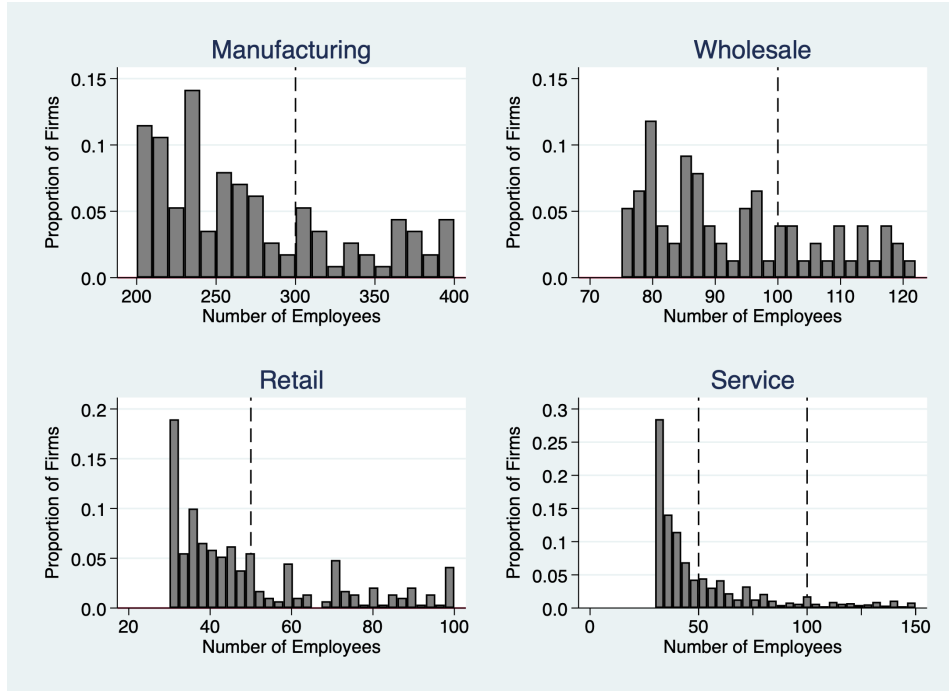 Manufacturing
Proportion of Firms
0.15
0.1
0.05
0.0
200 250 300 350 400
Number of Employees
Wholesale
Proportion of Firms
0.15
0.1
0.05
0.0
70 80 90 100 110 120
Number of Employees
Retail
Proportion of Firms
0.2
0.15
0.1
0.05
0.0
20 40 60 80 100
Number of Employees
Service
Proportion of Firms
0.3
0.25
0.2
0.15
0.1
0.05
0.0
0 50 100 150
Number of Employees